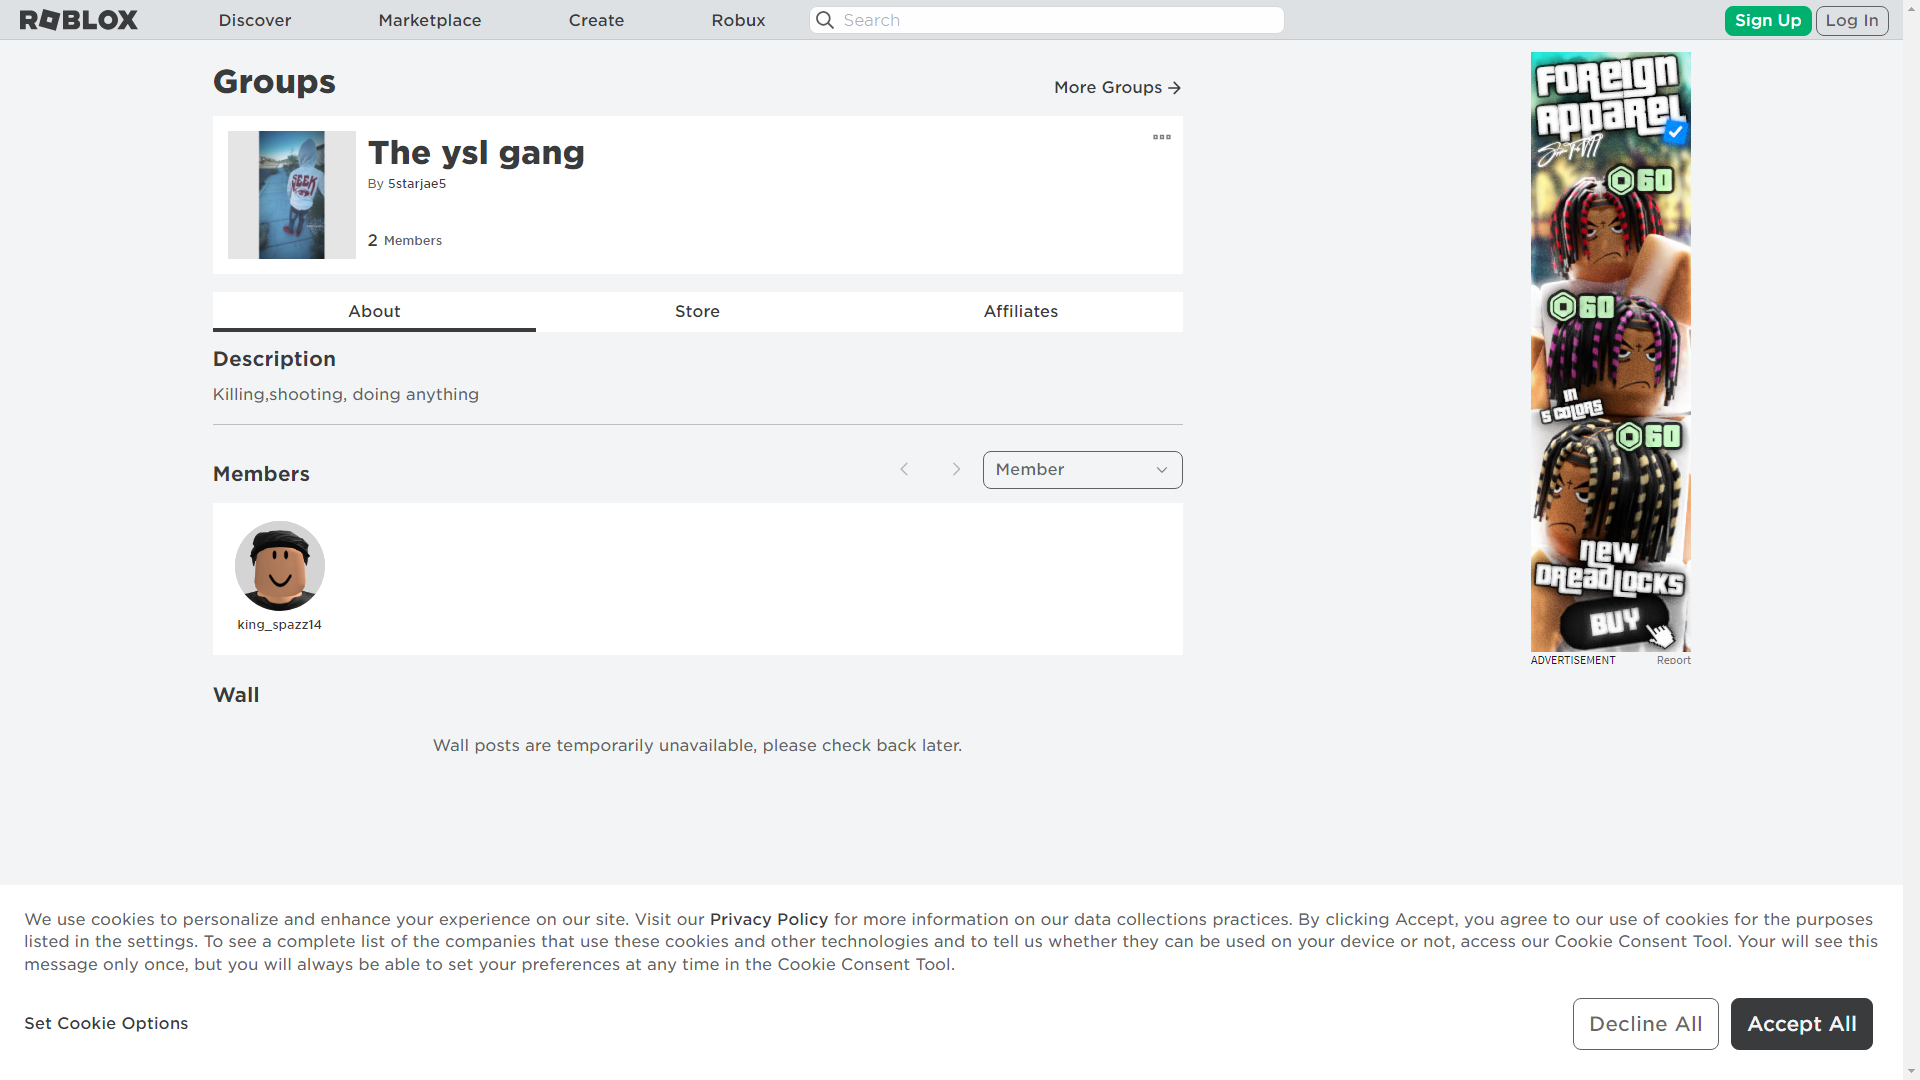 ROBLOX
Discover
Marketplace
Create
Robux
Search
Sign Up
Log In
Groups
More Groups
The ysl gang
By 5starjae5
2 Members
GEEK
About
Store
Affiliates
Description
Killing,shooting, doing anything
Members
Member
king_spazz14
Wall
Wall posts are temporarily unavailable, please check back later.
FOREIGN
APPAREL
60
60
IN
5 COLORS
60
NEW
DREADLOCKS
BUY
ADVERTISEMENT
Report
We use cookies to personalize and enhance your experience on our site. Visit our Privacy Policy for more information on our data collections practices. By clicking Accept, you agree to our use of cookies for the purposes
listed in the settings. To see a complete list of the companies that use these cookies and other technologies and to tell us whether they can be used on your device or not, access our Cookie Consent Tool. Your will see this
message only once, but you will always be able to set your preferences at any time in the Cookie Consent Tool.
Set Cookie Options
Decline All
Accept All